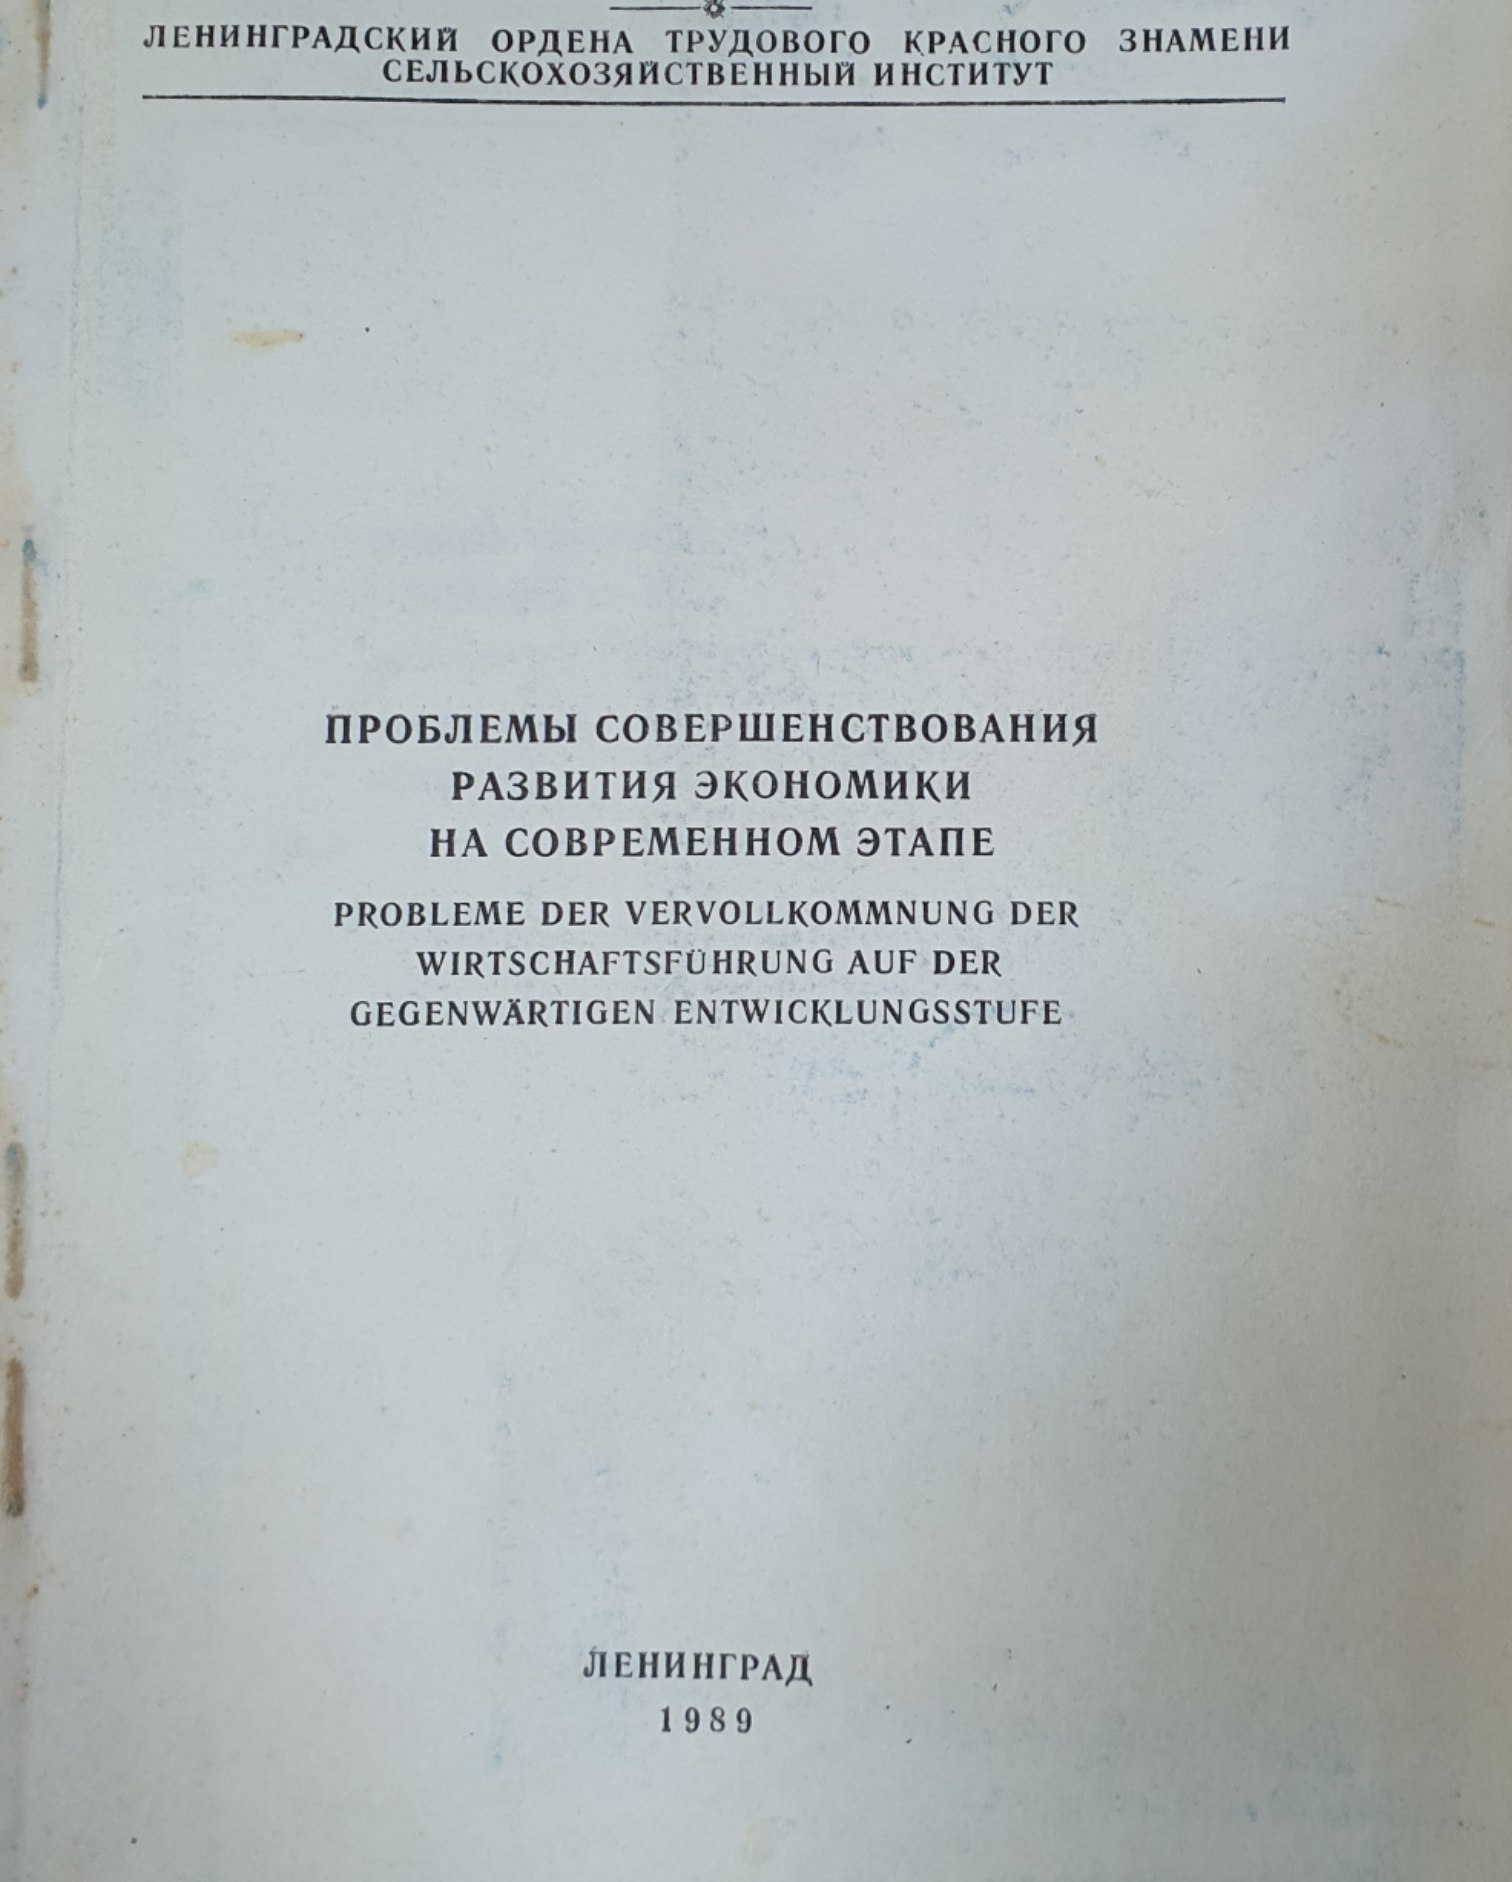 ЛЕНИНГРАДСКИЙ ОРДЕНА ТРУДОВОГО КРАСНОГО ЗНАМЕНИ
СЕЛЬСКОХОЗЯЙСТВЕННЫЙ ИНСТИТУТ
ПРОБЛЕМЫ СОВЕРШЕНСТВОВАНИЯ
РАЗВИТИЯ ЭКОНОМИКИ
НА СОВРЕМЕННОМ ЭТАПЕ
PROBLEME DER VERVOLLKOMMNUNG DER
WIRTSCHAFTSFÜHRUNG AUF DER
GEGENWÄRTIGEN ENTWICKLUNGSSTUFE
ЛЕНИНГРАД
1989